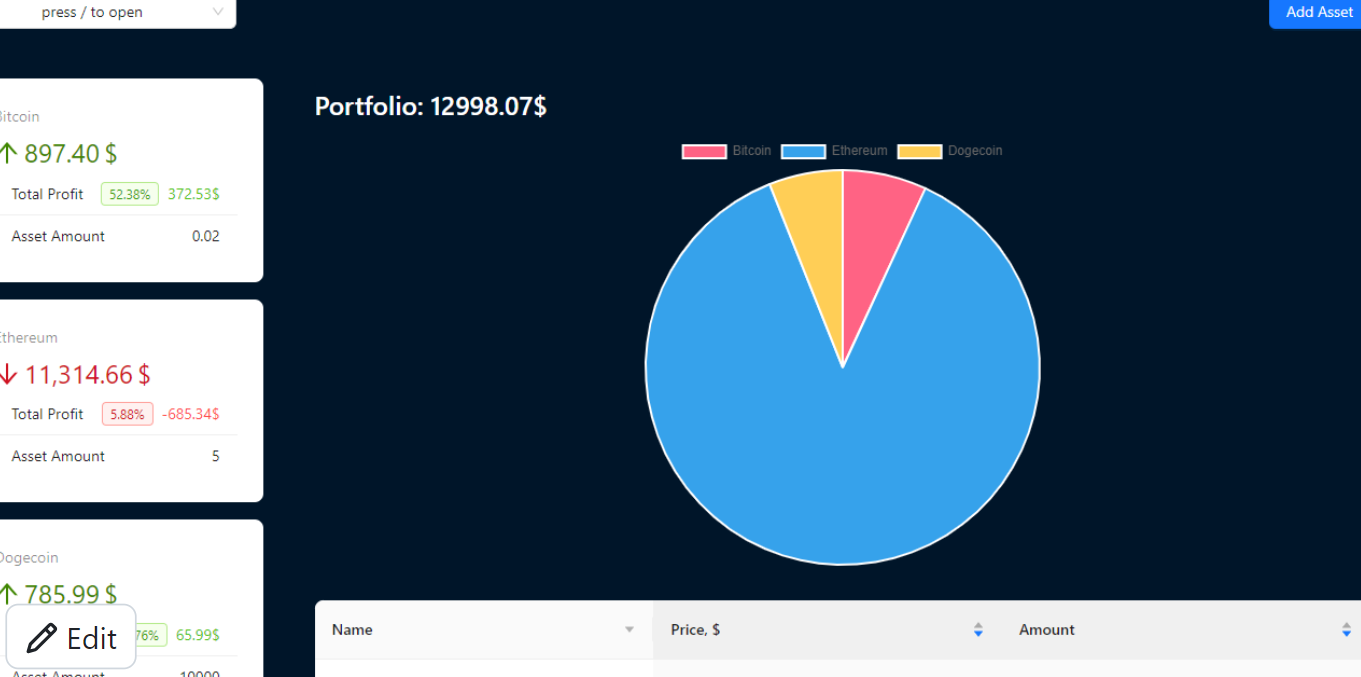 press / to open
Add Asset
Bitcoin
897.40 $
Total Profit 52.38% 372.53$
Asset Amount 0.02
Ethereum
11,314.66 $
Total Profit 5.88% -685.34$
Asset Amount 5
Dogecoin
785.99 $
76% 65.99$
Asset Amount 10000
Edit
Portfolio: 12998.07$
Bitcoin Ethereum Dogecoin
Name Price, $ Amount